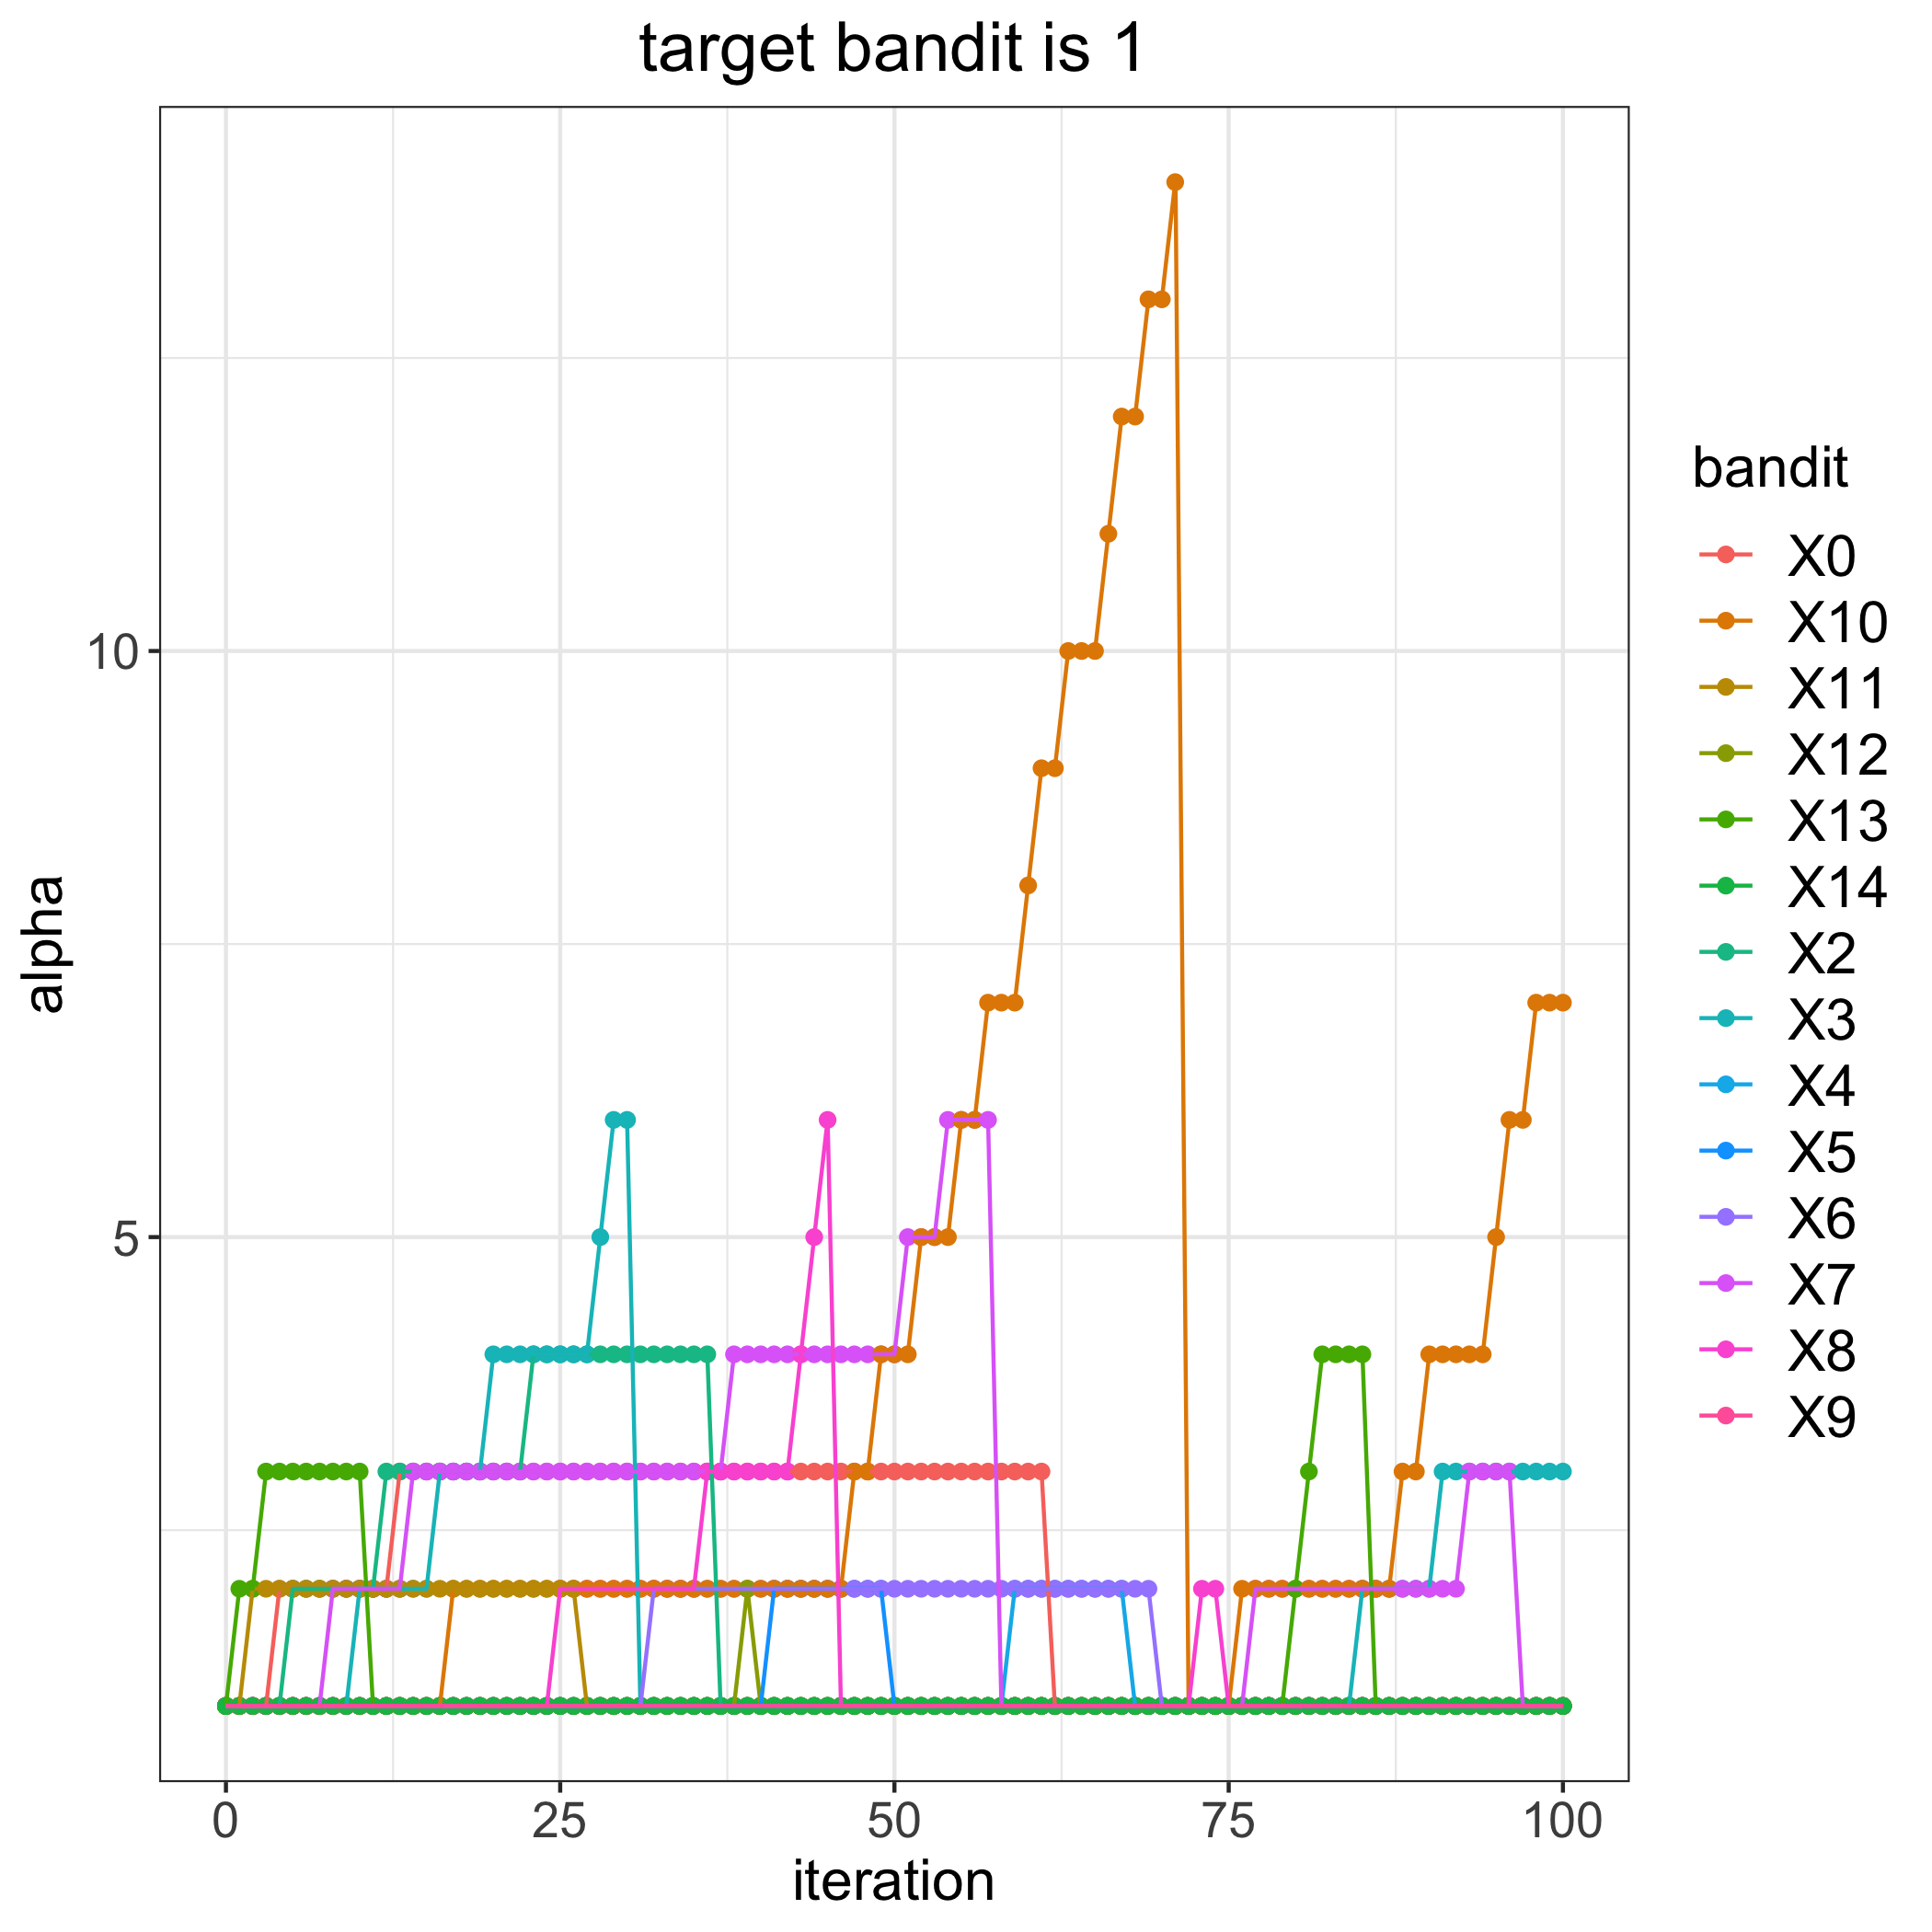 target bandit is 1
alpha
10
5
0 25 50 75 100
iteration
bandit
X0
X10
X11
X12
X13
X14
X2
X3
X4
X5
X6
X7
X8
X9